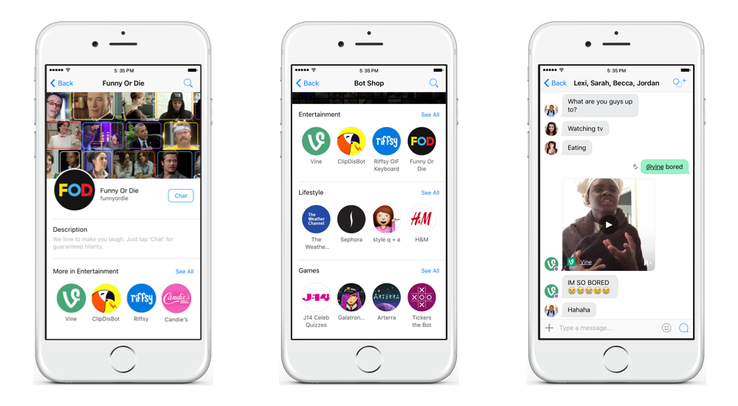 5:35 PM
Back
Funny Or Die
FOD
Funny Or Die
funnyordie
Chat
Description
We love to make you laugh. Just tap 'Chat' for
guaranteed hilarity.
More in Entertainment
See All
RIffSy
Candie's
Vine
ClipDisBot
Riffsy
Candie's
5:35 PM
Back
Bot Shop
Entertainment
See All
RIffSy
FOD
Vine
ClipDisBot
Riffsy GIF
Keyboard
Funny Or
Die
Lifestyle
See All
The
Weather
Channel
H&M
The
Weathe...
Sephora
style q + a
H&M
Games
See All
J-14
ARTERRA
XOX
J14 Celeb
Quizzes
Galatron...
Arterra
Tickers
the Bot
5:35 PM
Back
Lexi, Sarah, Becca, Jordan
What are you guys up
to?
Watching tv
Eating
@vine bored
Vine
IM SO BORED
😭😭😭😭😭
Hahaha
Type a message...